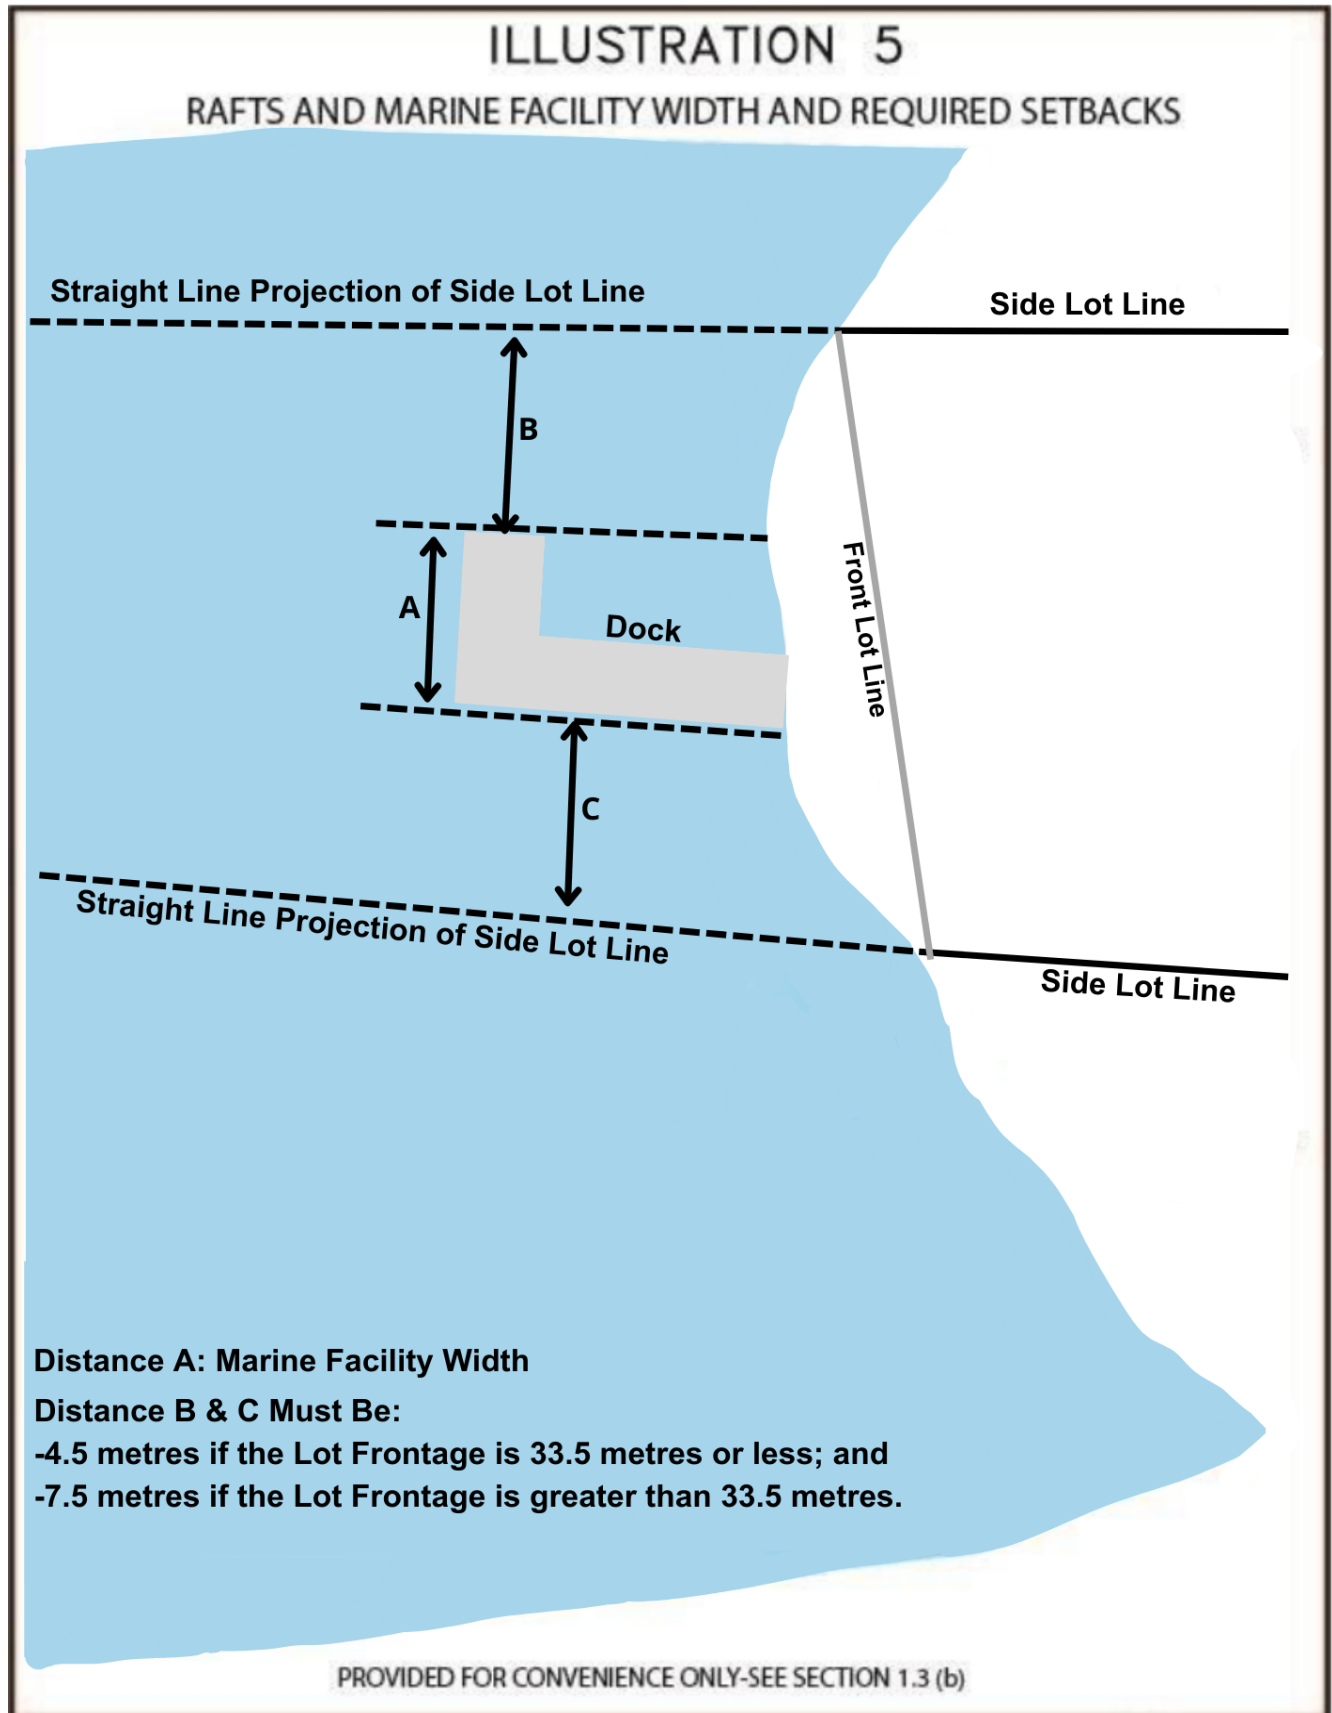 ILLUSTRATION 5
RAFTS AND MARINE FACILITY WIDTH AND REQUIRED SETBACKS
Straight Line Projection of Side Lot Line
Side Lot Line
B
A
Dock
Front Lot Line
C
Straight Line Projection of Side Lot Line
Side Lot Line
Distance A: Marine Facility Width
Distance B & C Must Be:
-4.5 metres if the Lot Frontage is 33.5 metres or less; and
-7.5 metres if the Lot Frontage is greater than 33.5 metres.
PROVIDED FOR CONVENIENCE ONLY-SEE SECTION 1.3 (b)